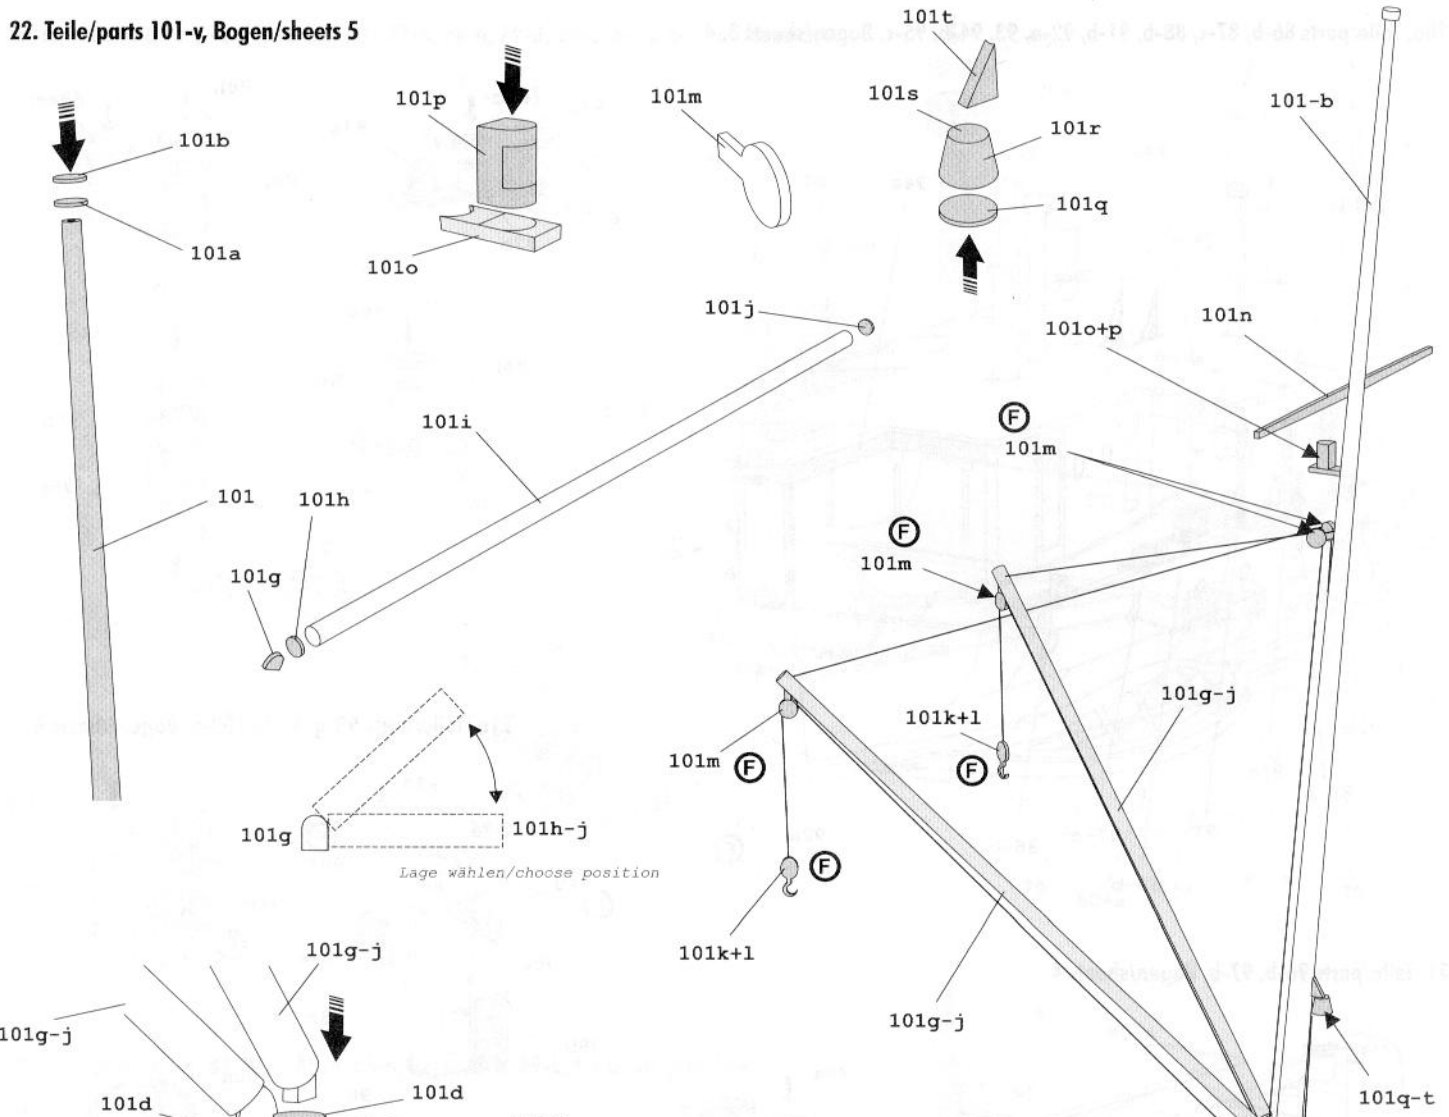 22. Teile/parts 101-v, Bogen/sheets 5
101t
101p
101m
101s
101-b
101b
101r
101q
101a
101o
101j
101n
101o+p
F
101m
101i
101
101h
F
101m
101g
101g-j
101k+l
F
101m
F
101g
101h-j
F
Lage wählen/choose position
101k+l
101g-j
101g-j
101g-j
101d
101d
101q-t